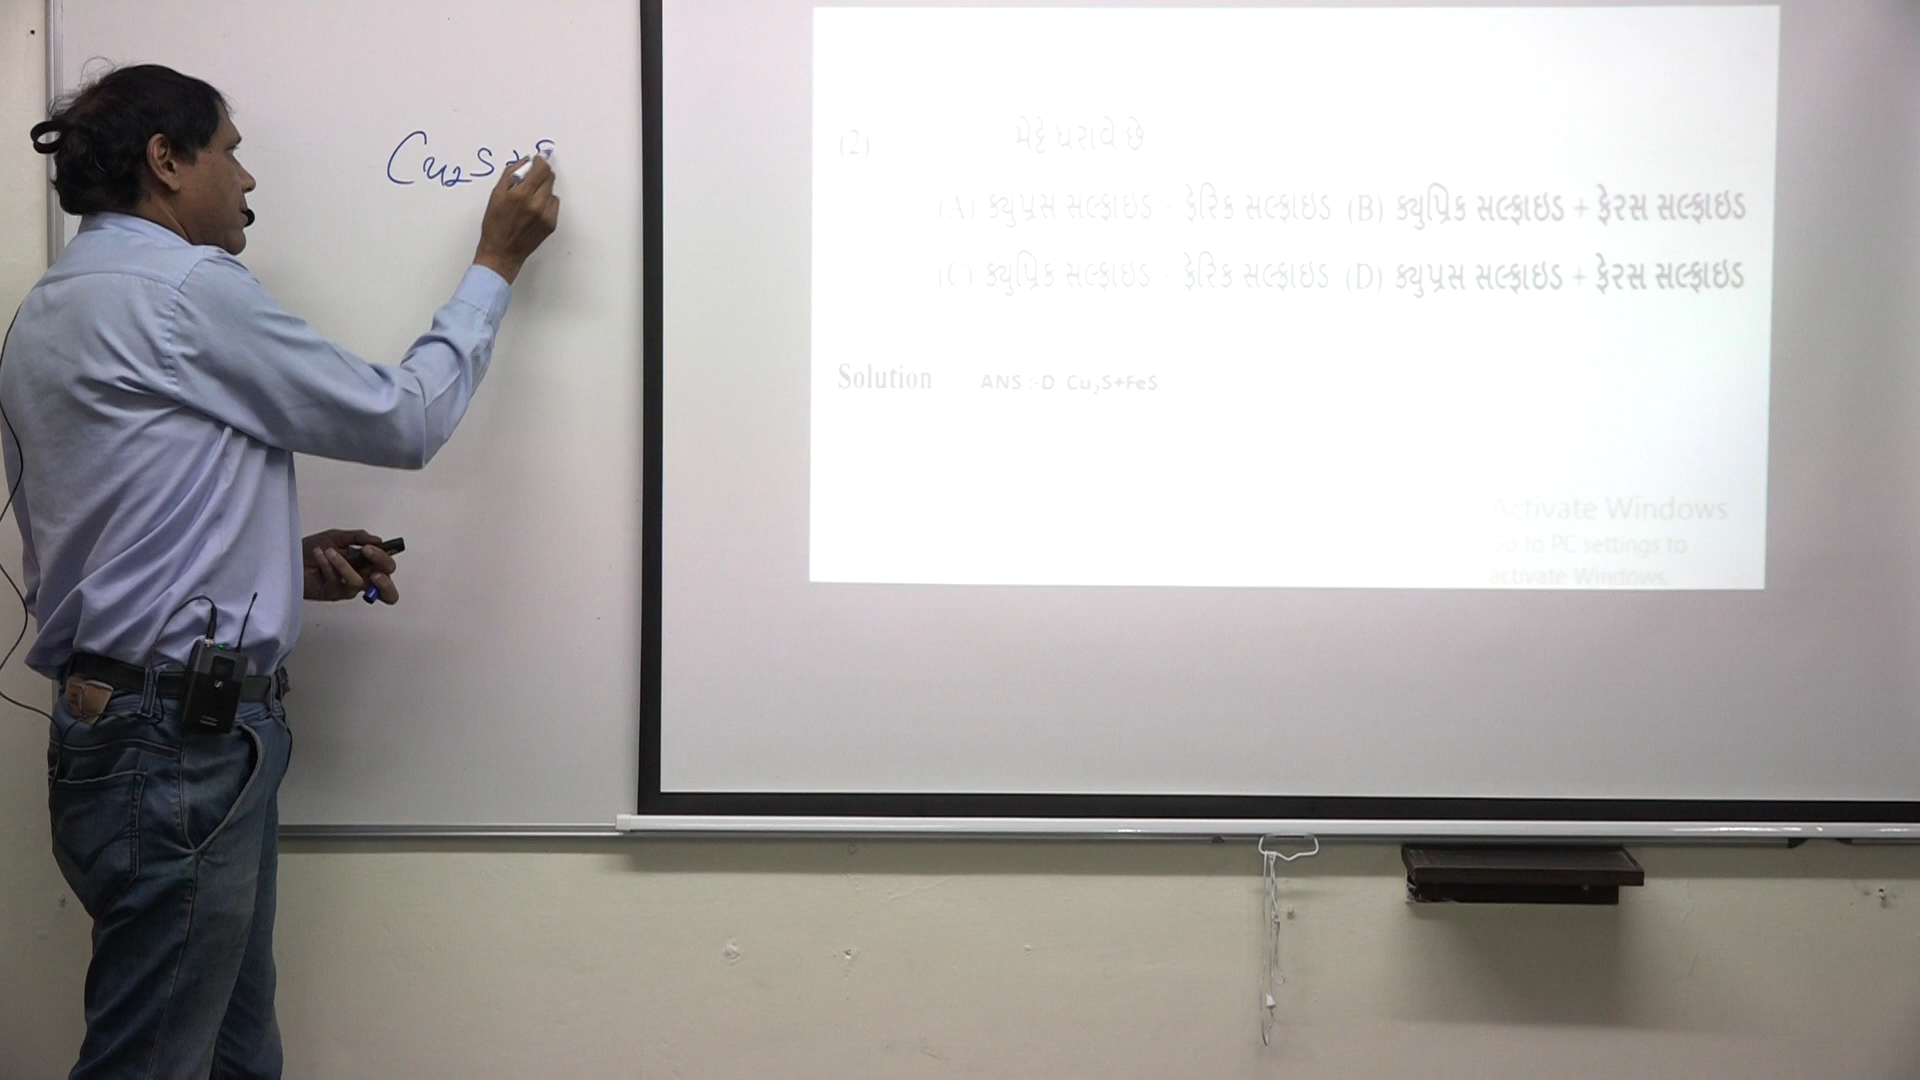 Cu₂S +
(2) મેટ્ટે ધરાવે છે
(A) ક્યુપ્રસ સલ્ફાઇડ - ફેરિક સલ્ફાઇડ (B) ક્યુપ્રિક સલ્ફાઇડ + ફેરસ સલ્ફાઇડ
(C) ક્યુપ્રિક સલ્ફાઇડ - ફેરિક સલ્ફાઇડ (D) ક્યુપ્રસ સલ્ફાઇડ + ફેરસ સલ્ફાઇડ
Solution ANS :-D Cu₂S+FeS
Activate Windows
Go to PC settings to
activate Windows.